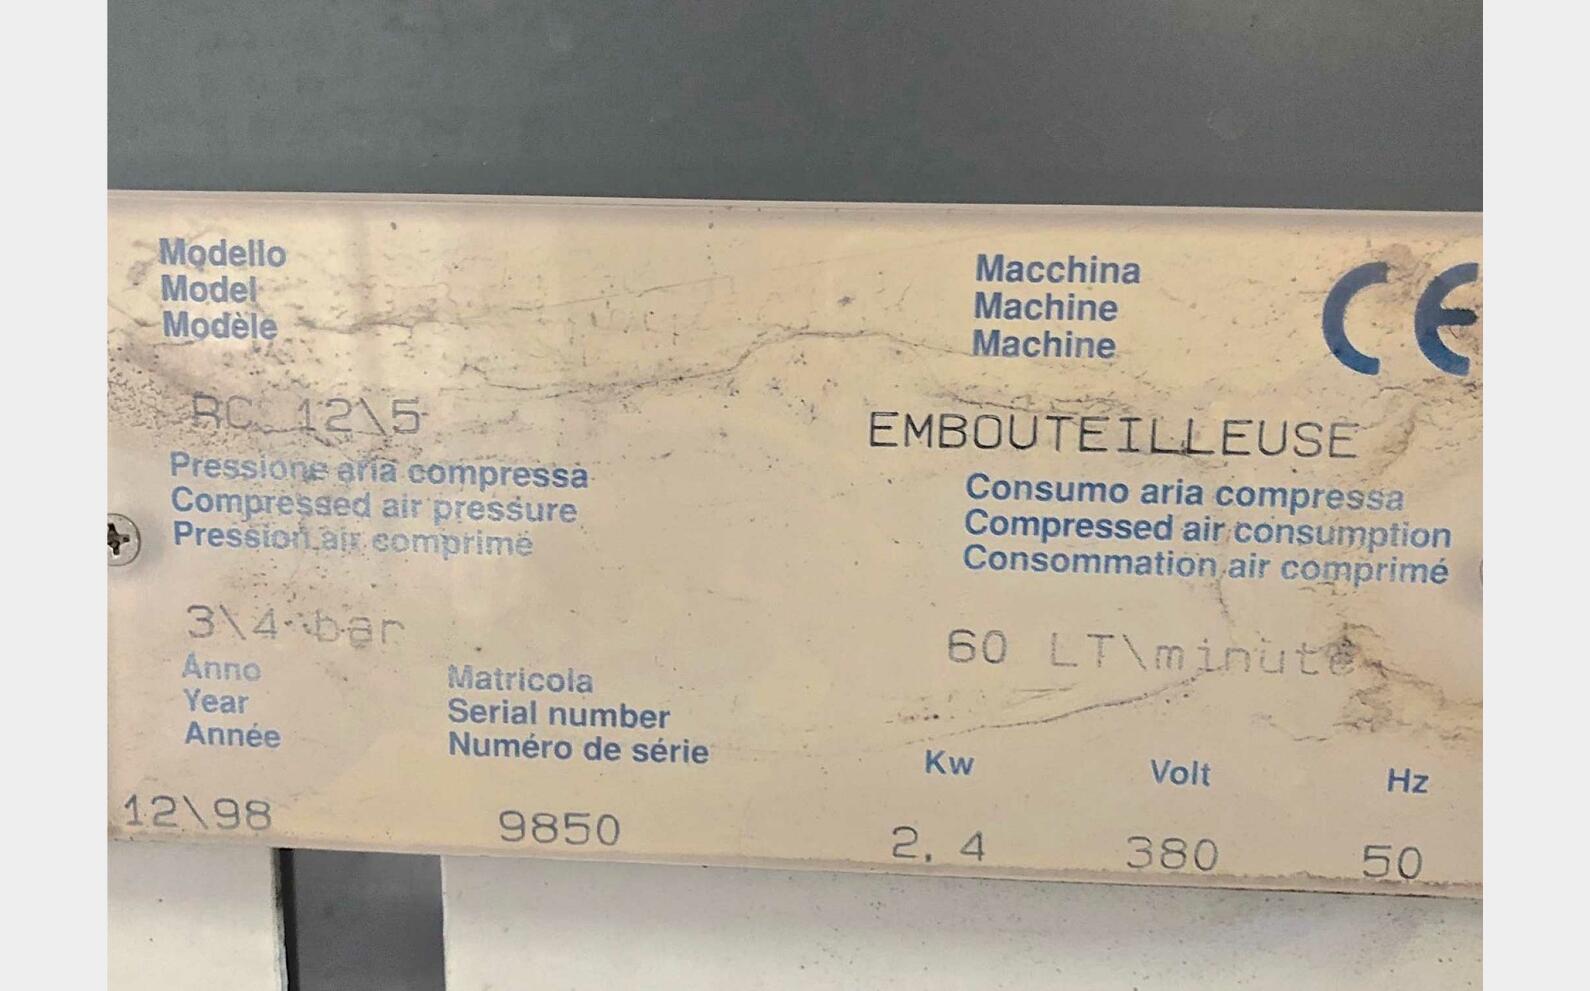 Modello
Model
Modèle
RC. 12\5
Macchina
Machine
Machine
CE
EMBOUTEILLEUSE
Pressione aria compressa
Compressed air pressure
Pression air comprimé
3\4 bar
Consumo aria compressa
Compressed air consumption
Consommation air comprimé
60 LT\minute
Anno
Year
Année
12\98
Matricola
Serial number
Numéro de série
9850
Kw
2,4
Volt
380
Hz
50